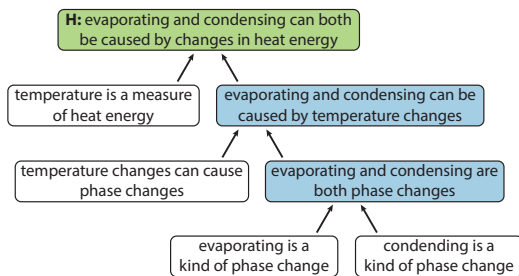 H: evaporating and condensing can both
be caused by changes in heat energy
temperature is a measure
of heat energy
evaporating and condensing can be
caused by temperature changes
temperature changes can cause
phase changes
evaporating and condensing are
both phase changes
evaporating is a
kind of phase change
condending is a
kind of phase change